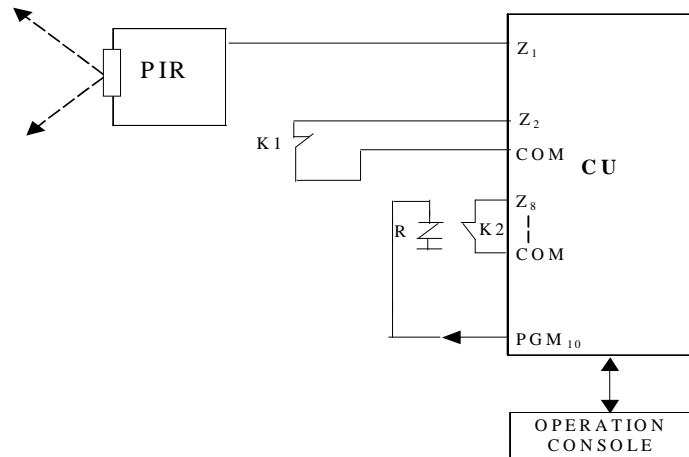 PIR
Z1
Z2
K1
COM
CU
Z8
R
K2
COM
PGM10
OPERATION
CONSOLE